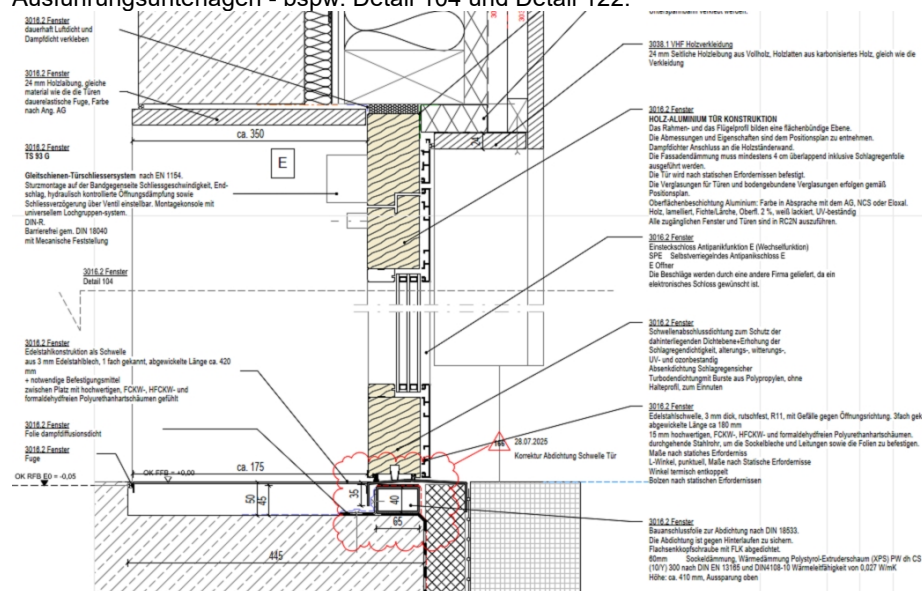 Ausführungsunterlagen - bspw. Detail 104 und Detail 122.
3016.2 Fenster
dauerhaft Luftdicht und
Dampfdicht verkleben
3016.2 Fenster
24 mm Holzlaibung, gleiche
material wie die die Türen
dauerelastische Fuge, Farbe
nach Ang. AG
3016.2 Fenster
TS 93 G
Gleitschienen-Türschliessersystem nach EN 1154.
Sturzmontage auf der Bandgegenseite Schliessgeschwindigkeit, End-
schlag, hydraulisch kontrollierte Öffnungsdämpfung sowie
Schliessverzögerung über Ventil einstellbar. Montagekonsole mit
universellem Lochgruppen-system.
DIN-R.
Barrierefrei gem. DIN 18040
mit Mecanische Feststellung
3016.2 Fenster
Detail 104
3016.2 Fenster
Edelstahlkonstruktion als Schwelle
aus 3 mm Edelstahlblech, 1 fach gekannt, abgewickelte Länge ca. 420
mm
+ notwendige Befestigungsmittel
zwischen Platz mit hochwertigen, FCKW-, HFCKW- und
formaldehydfreien Polyurethanhartschäumen gefühlt
3016.2 Fenster
Folie dampfdiffusionsdicht
3016.2 Fenster
Fuge
OK RFB E0 = -0,05
OK FFB = +0,00
ca. 350
E
24
ca. 175
50
45
35
40
65
445
28.07.2025
Korrektur Abdichtung Schwelle Tür
3038.1 VHF Holzverkleidung
24 mm Seitliche Holzleibung aus Vollholz, Holzlatten aus karbonisiertes Holz, gleich wie die
Verkleidung
3016.2 Fenster
HOLZ-ALUMINIUM TÜR KONSTRUKTION
Das Rahmen- und das Flügelprofil bilden eine flächenbündige Ebene.
Die Abmessungen und Eigenschaften sind dem Positionsplan zu entnehmen.
Dampfdichter Anschluss an die Holzständerwand.
Die Fassadendämmung muss mindestens 4 cm überlappend inklusive Schlagregenfolie
ausgeführt werden.
Die Tür wird nach statischen Erfordernissen befestigt.
Die Verglasungen für Türen und bodengebundene Verglasungen erfolgen gemäß
Positionsplan.
Oberflächenbeschichtung Aluminium: Farbe in Absprache mit dem AG, NCS oder Eloxal.
Holz, lamelliert, Fichte/Lärche, Oberfl. 2 %, weiß lackiert, UV-beständig
Alle zugänglichen Fenster und Türen sind in RC2N auszuführen.
3016.2 Fenster
Einsteckschloss Antipanikfunktion E (Wechselfunktion)
SPE Selbstverriegelndes Antipanikschloss E
E Öffner
Die Beschläge werden durch eine andere Firma geliefert, da ein
elektronisches Schloss gewünscht ist.
3016.2 Fenster
Schwellenabschlussdichtung zum Schutz der
dahinterliegenden Dichtebene+Erhohung der
Schlagregendichtigkeit, alterungs-, witterungs-,
UV- und ozonbestandig
Absenkdichtung Schlagregensicher
Turbodendichtungmit Burste aus Polypropylen, ohne
Halteprofil, zum Einnuten
3016.2 Fenster
Edelstahlschwelle, 3 mm dick, rutschfest, R11, mit Gefälle gegen Öffnungsrichtung. 3fach gek
abgewickelte Länge ca 180 mm
15 mm hochwertigen, FCKW-, HFCKW- und formaldehydfreien Polyurethanhartschäumen.
durchgehende Stahlrohr, um die Sockelbleche und Leitungen sowie die Folien zu befestigen.
Maße nach statiches Erforderniss
L-Winkel, punktuell, Maße nach Statische Erfordernisse
Winkel termisch entkoppelt
Bolzen nach statischen Erfordernissen
3016.2 Fenster
Bauanschlussfolie zur Abdichtung nach DIN 18533.
Die Abdichtung ist gegen Hinterlaufen zu sichern.
Flachsenkkopfschraube mit FLK abgedichtet.
60mm Sockeldämmung, Wärmedämmung Polystyrol-Extruderschaum (XPS) PW dh CS
(10/Y) 300 nach DIN EN 13165 und DIN4108-10 Wärmeleitfähigkeit von 0,027 W/mK
Höhe: ca. 410 mm, Aussparung oben